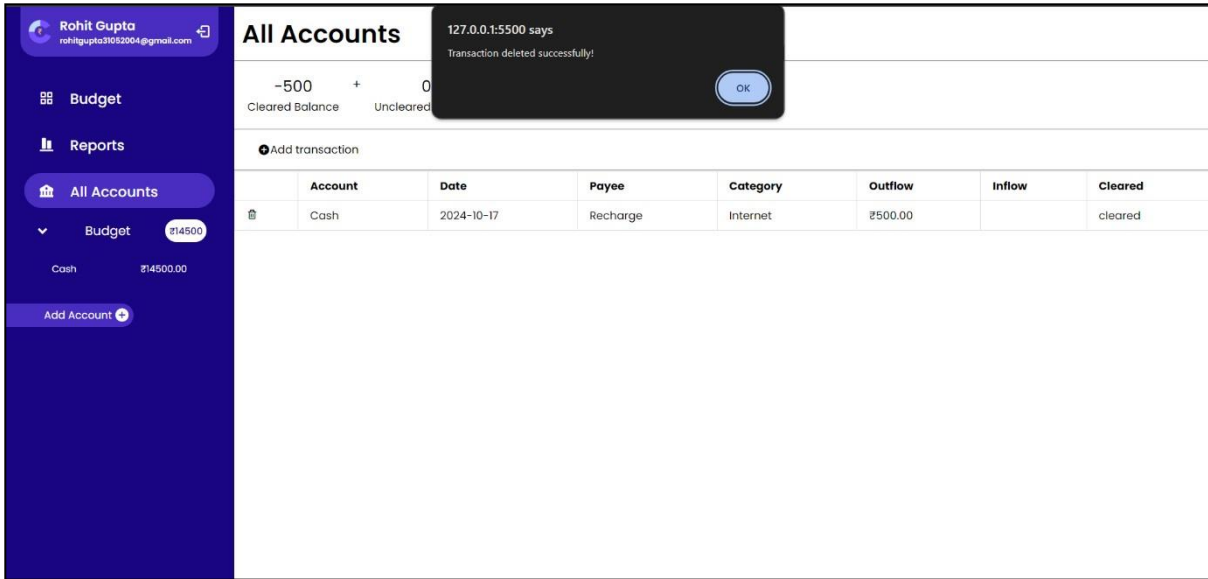 Rohit Gupta
rohitgupta31052004@gmail.com
Budget
Reports
All Accounts
Budget ₹14500
Cash ₹14500.00
Add Account
All Accounts
127.0.0.1:5500 says
Transaction deleted successfully!
OK
-500 + 0
Cleared Balance Uncleared
Add transaction
Account Date Payee Category Outflow Inflow Cleared
Cash 2024-10-17 Recharge Internet ₹500.00 cleared